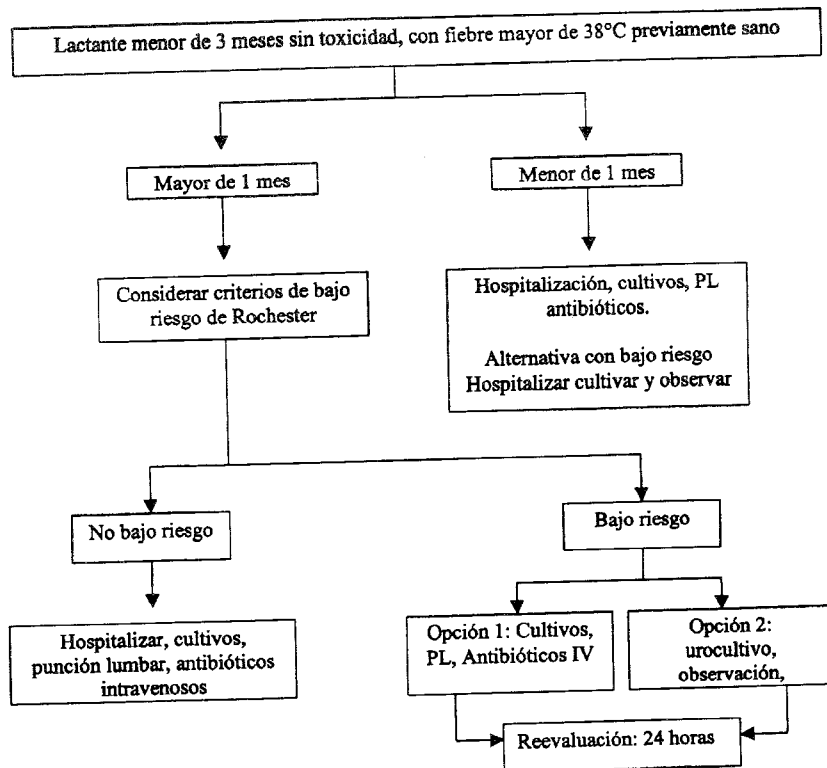 Lactante menor de 3 meses sin toxicidad, con fiebre mayor de 38°C previamente sano
Mayor de 1 mes
Menor de 1 mes
Considerar criterios de bajo
riesgo de Rochester
Hospitalización, cultivos, PL
antibióticos.
Alternativa con bajo riesgo
Hospitalizar cultivar y observar
No bajo riesgo
Bajo riesgo
Hospitalizar, cultivos,
punción lumbar, antibióticos
intravenosos
Opción 1: Cultivos,
PL, Antibióticos IV
Opción 2:
urocultivo,
observación,
Reevaluación: 24 horas